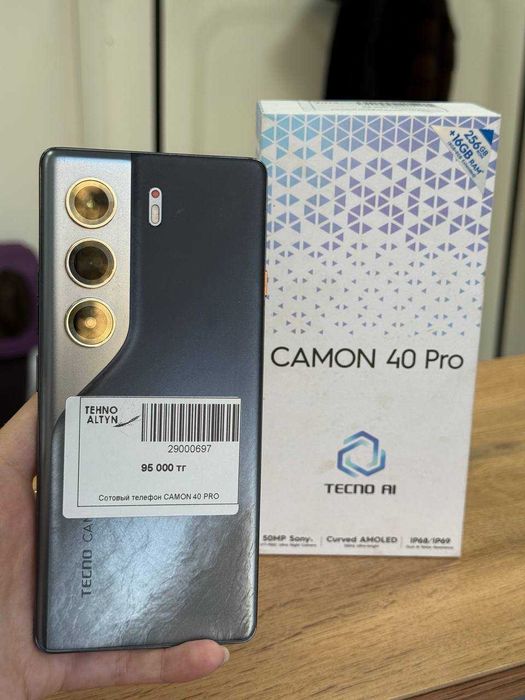 256GB
+16GB RAM*
CAMON 40 Pro
TECNO AI
50MP Sony
Curved AMOLED
IP68/IP69
TEHNO
ALTYN
29000697
95 000 тг
Сотовый телефон CAMON 40 PRO
TECNO CAM